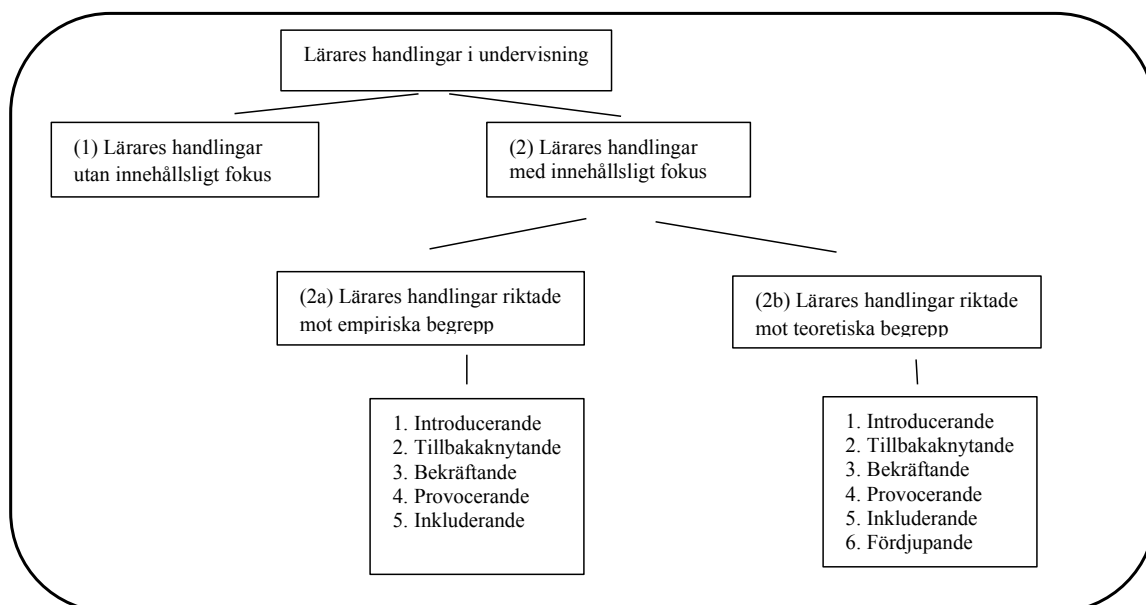 Lärares handlingar i undervisning
(1) Lärares handlingar
utan innehållsligt fokus
(2) Lärares handlingar
med innehållsligt fokus
(2a) Lärares handlingar riktade
mot empiriska begrepp
(2b) Lärares handlingar riktade
mot teoretiska begrepp
1. Introducerande
2. Tillbakaknytande
3. Bekräftande
4. Provocerande
5. Inkluderande
1. Introducerande
2. Tillbakaknytande
3. Bekräftande
4. Provocerande
5. Inkluderande
6. Fördjupande